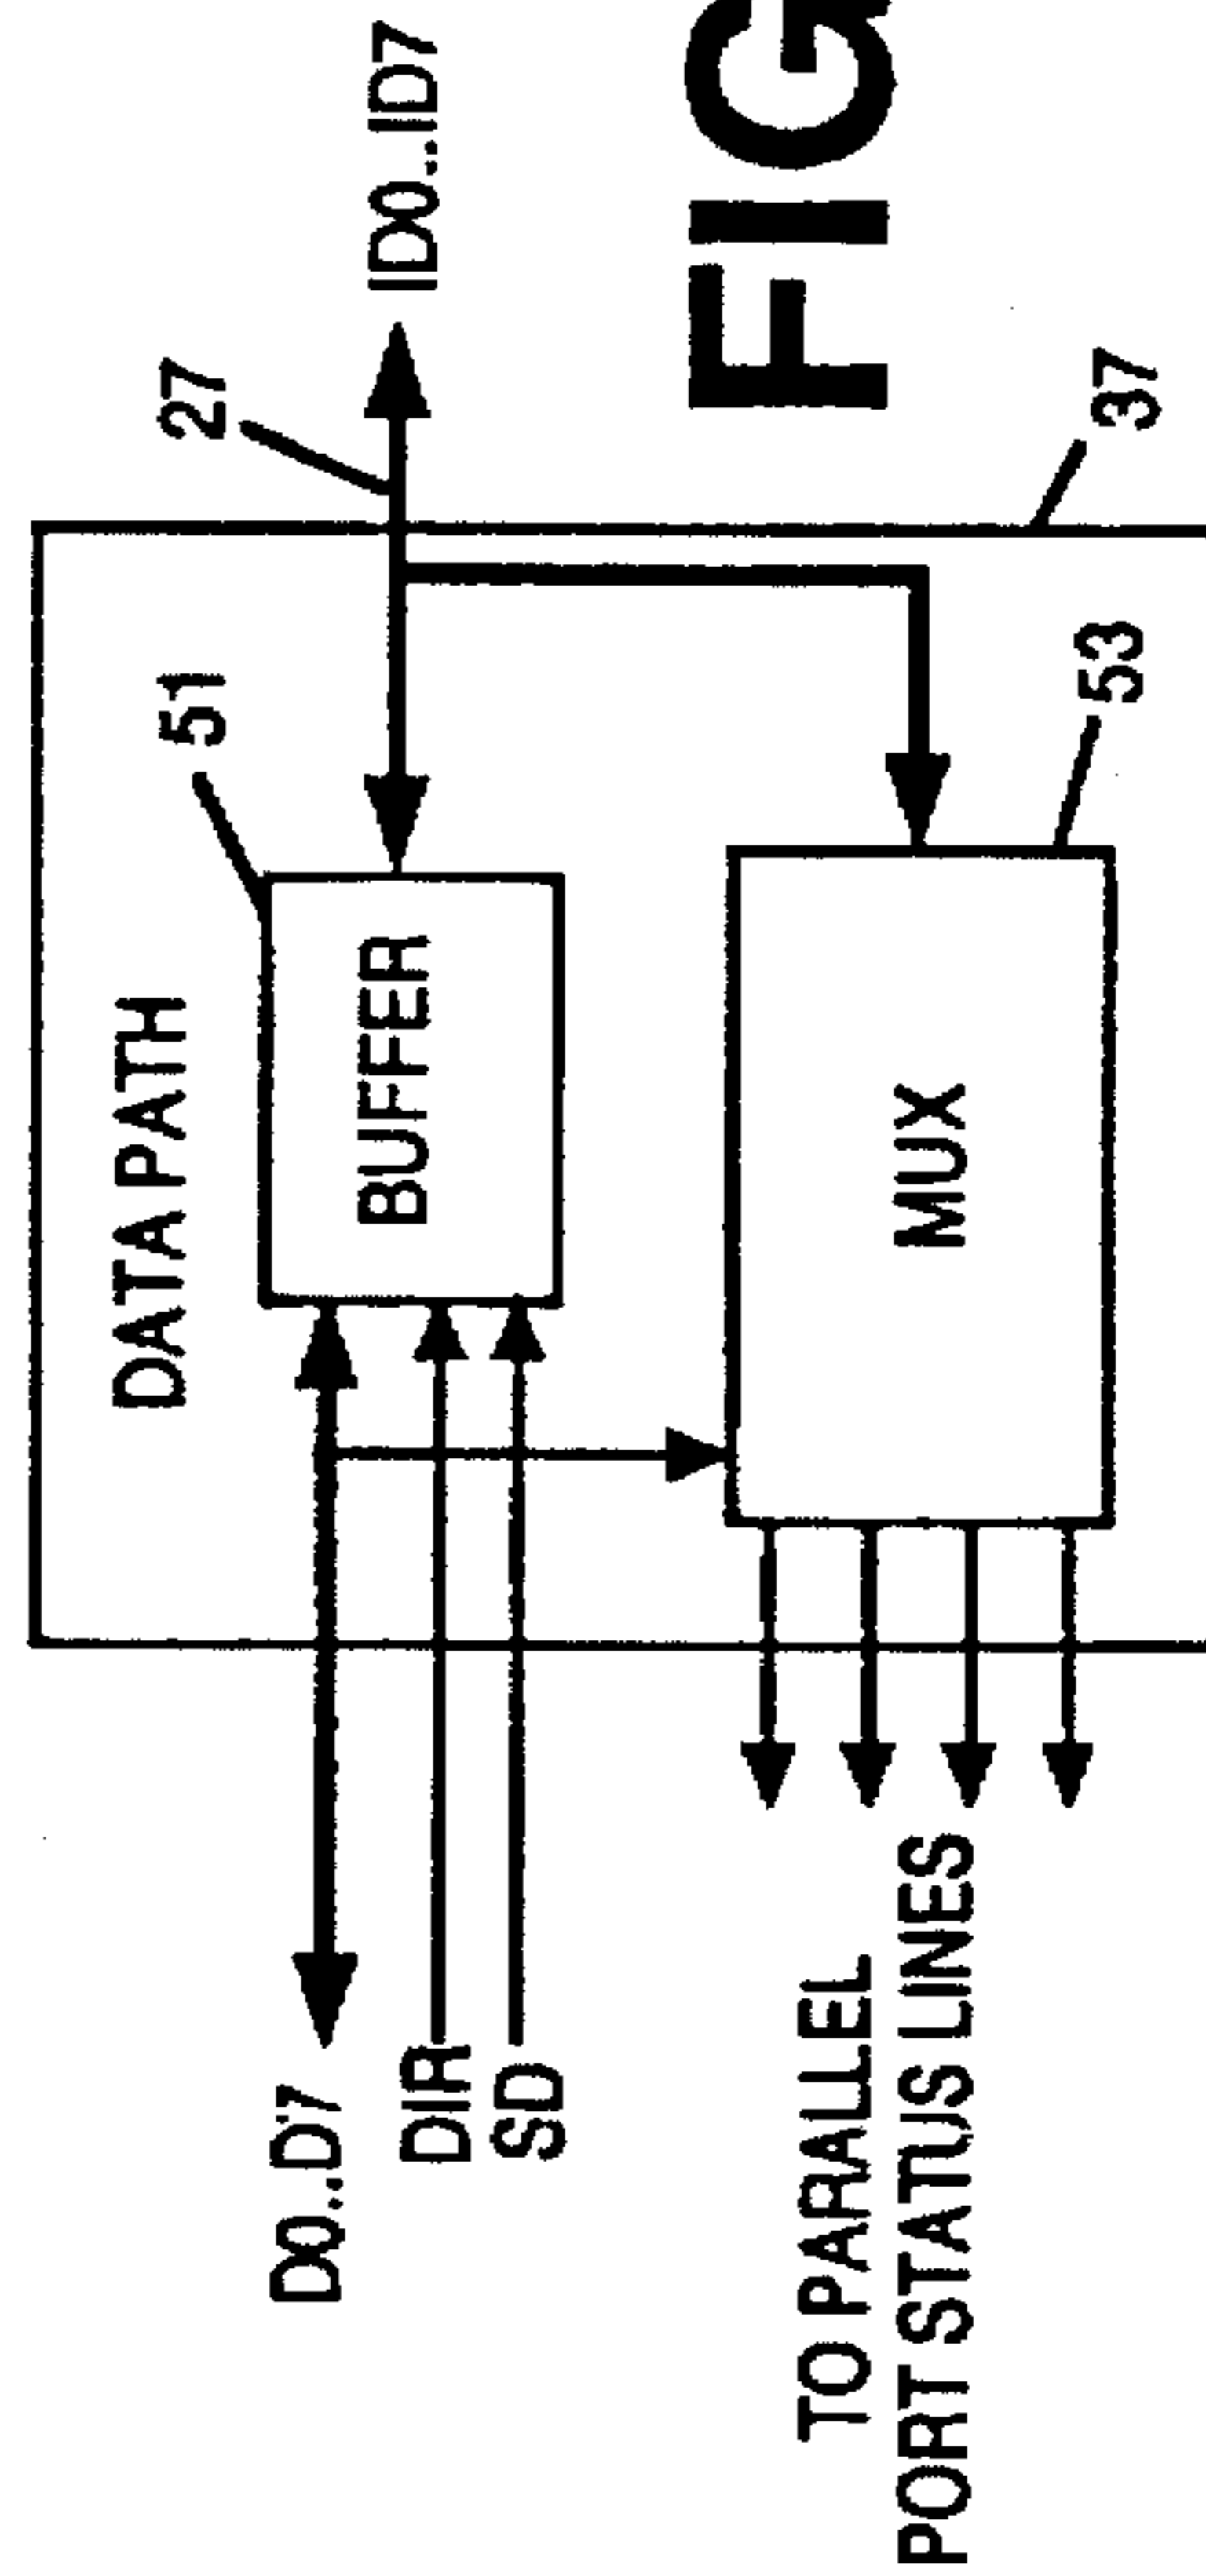 DATA PATH
51
27
D0..D7
BUFFER
ID0..ID7
DIR
SD
TO PARALLEL
PORT STATUS LINES
MUX
53
37
FIG